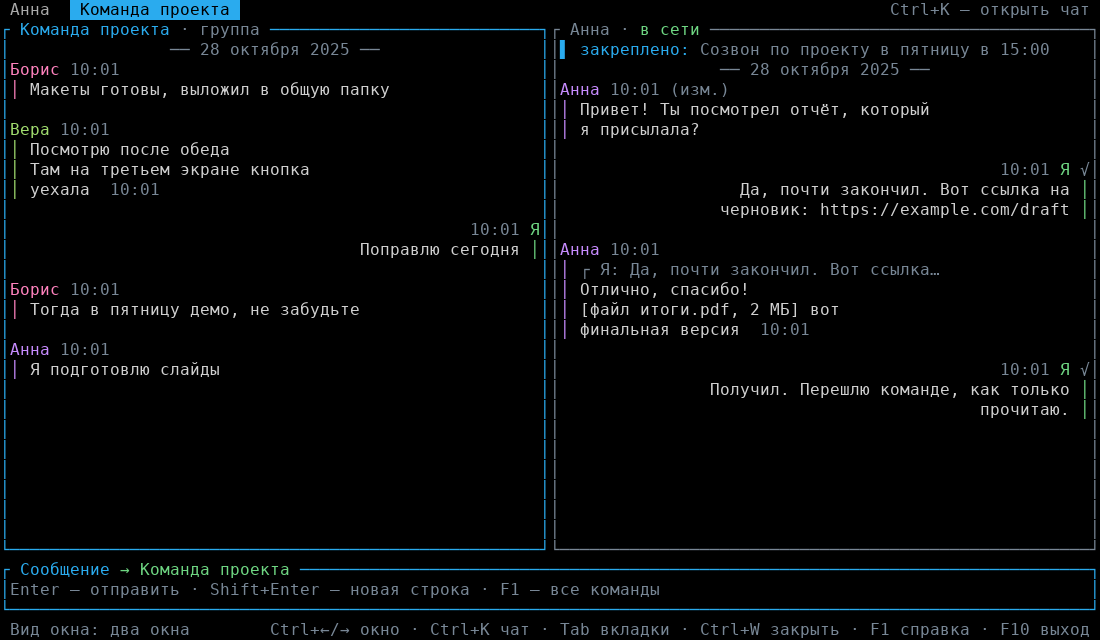 Анна Команда проекта Ctrl+K — открыть чат
Команда проекта · группа
28 октября 2025
Борис 10:01
Макеты готовы, выложил в общую папку
Вера 10:01
Посмотрю после обеда
Там на третьем экране кнопка
уехала 10:01
10:01 Я
Поправлю сегодня
Борис 10:01
Тогда в пятницу демо, не забудьте
Анна 10:01
Я подготовлю слайды
Анна · в сети
закреплено: Созвон по проекту в пятницу в 15:00
28 октября 2025
Анна 10:01 (изм.)
Привет! Ты посмотрел отчёт, который
я присылала?
10:01 Я √
Да, почти закончил. Вот ссылка на
черновик: https://example.com/draft
Анна 10:01
Я: Да, почти закончил. Вот ссылка…
Отлично, спасибо!
[файл итоги.pdf, 2 МБ] вот
финальная версия 10:01
10:01 Я √
Получил. Перешлю команде, как только
прочитаю.
Сообщение → Команда проекта
Enter — отправить · Shift+Enter — новая строка · F1 — все команды
Вид окна: два окна Ctrl+←/→ окно · Ctrl+K чат · Tab вкладки · Ctrl+W закрыть · F1 справка · F10 выход